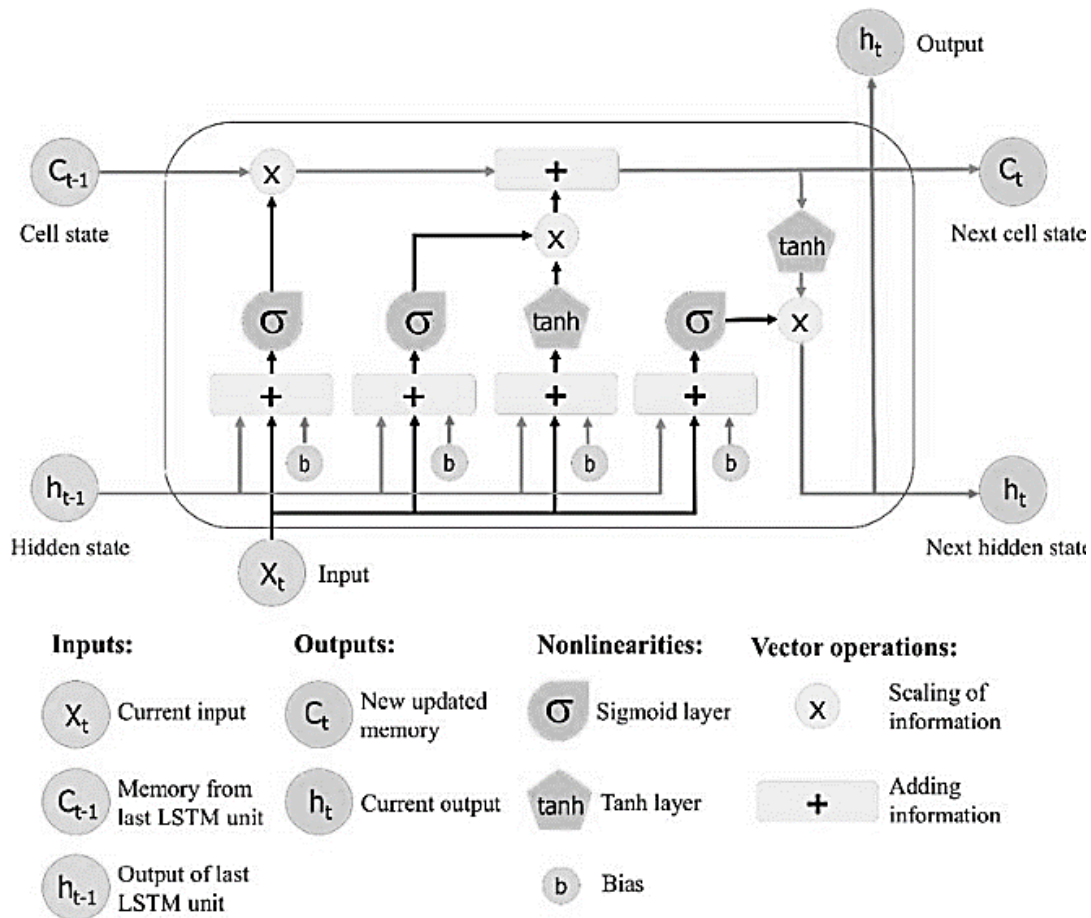 hₜ Output
Cₜ₋₁ x + Cₜ
Cell state Next cell state
x tanh
σ σ tanh σ x
+ + + +
b b b b
hₜ₋₁ hₜ
Hidden state Next hidden state
Xₜ Input
Inputs: Outputs: Nonlinearities: Vector operations:
Xₜ Current input
Cₜ₋₁ Memory from
last LSTM unit
hₜ₋₁ Output of last
LSTM unit
Cₜ New updated
memory
hₜ Current output
σ Sigmoid layer
tanh Tanh layer
b Bias
x Scaling of
information
+ Adding
information